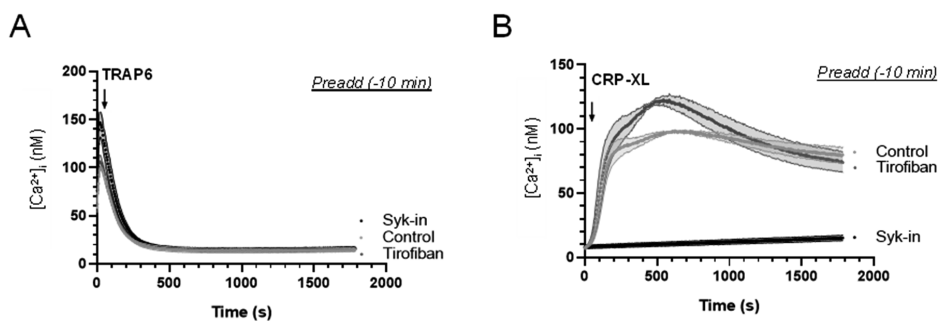 A
TRAP6
Preadd (-10 min)
[Ca²⁺]ᵢ (nM)
200
150
100
50
0
Syk-in
Control
Tirofiban
0 500 1000 1500 2000
Time (s)
B
CRP-XL
Preadd (-10 min)
[Ca²⁺]ᵢ (nM)
150
100
50
0
Control
Tirofiban
Syk-in
0 500 1000 1500 2000
Time (s)